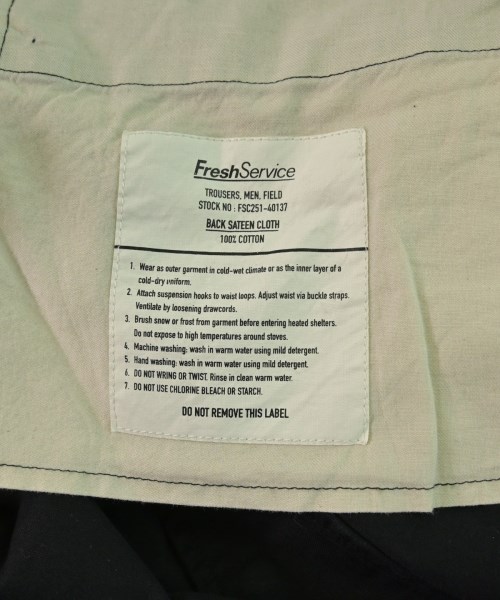 FreshService
TROUSERS, MEN, FIELD
STOCK NO : FSC251-40137
BACK SATEEN CLOTH
100% COTTON
1. Wear as outer garment in cold-wet climate or as the inner layer of a
cold-dry uniform.
2. Attach suspension hooks to waist loops. Adjust waist via buckle straps.
Ventilate by loosening drawcords.
3. Brush snow or frost from garment before entering heated shelters.
Do not expose to high temperatures around stoves.
4. Machine washing: wash in warm water using mild detergent.
5. Hand washing: wash in warm water using mild detergent.
6. DO NOT WRING OR TWIST. Rinse in clean warm water.
7. DO NOT USE CHLORINE BLEACH OR STARCH.
DO NOT REMOVE THIS LABEL